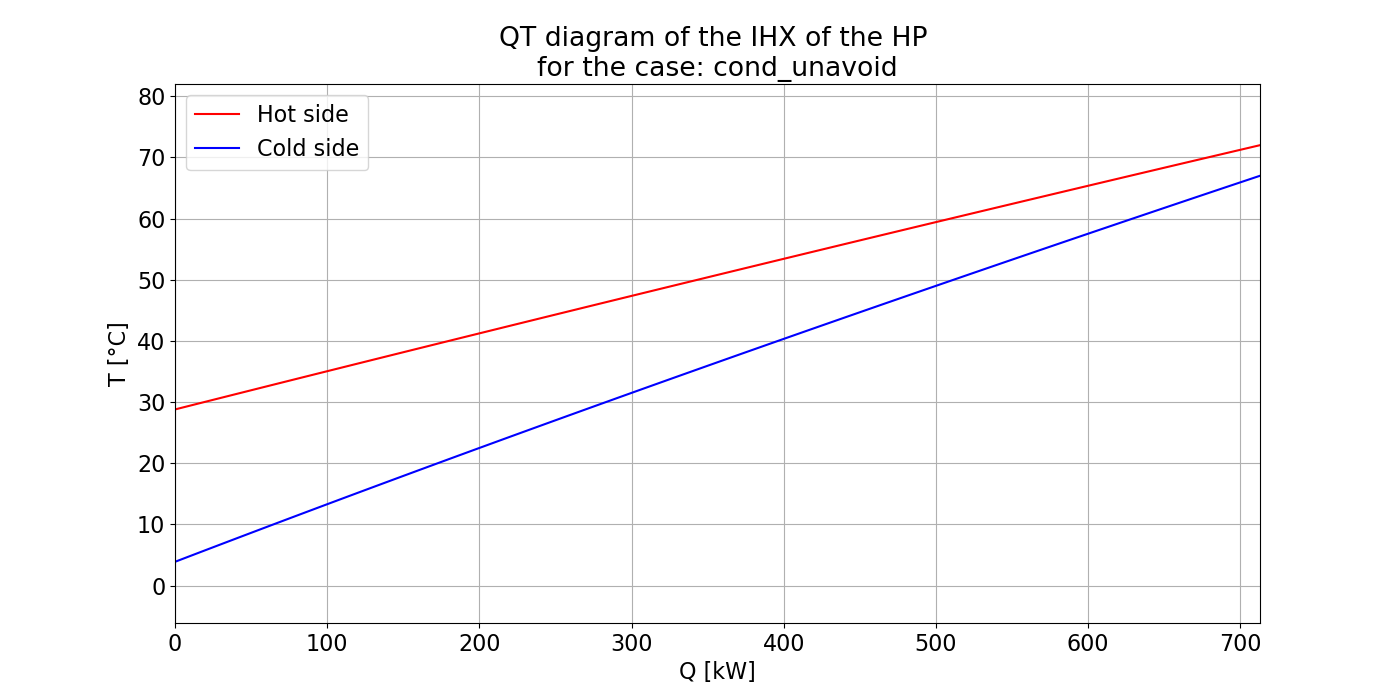 QT diagram of the IHX of the HP
for the case: cond_unavoid
Hot side
Cold side
T [°C]
80
70
60
50
40
30
20
10
0
0 100 200 300 400 500 600 700
Q [kW]